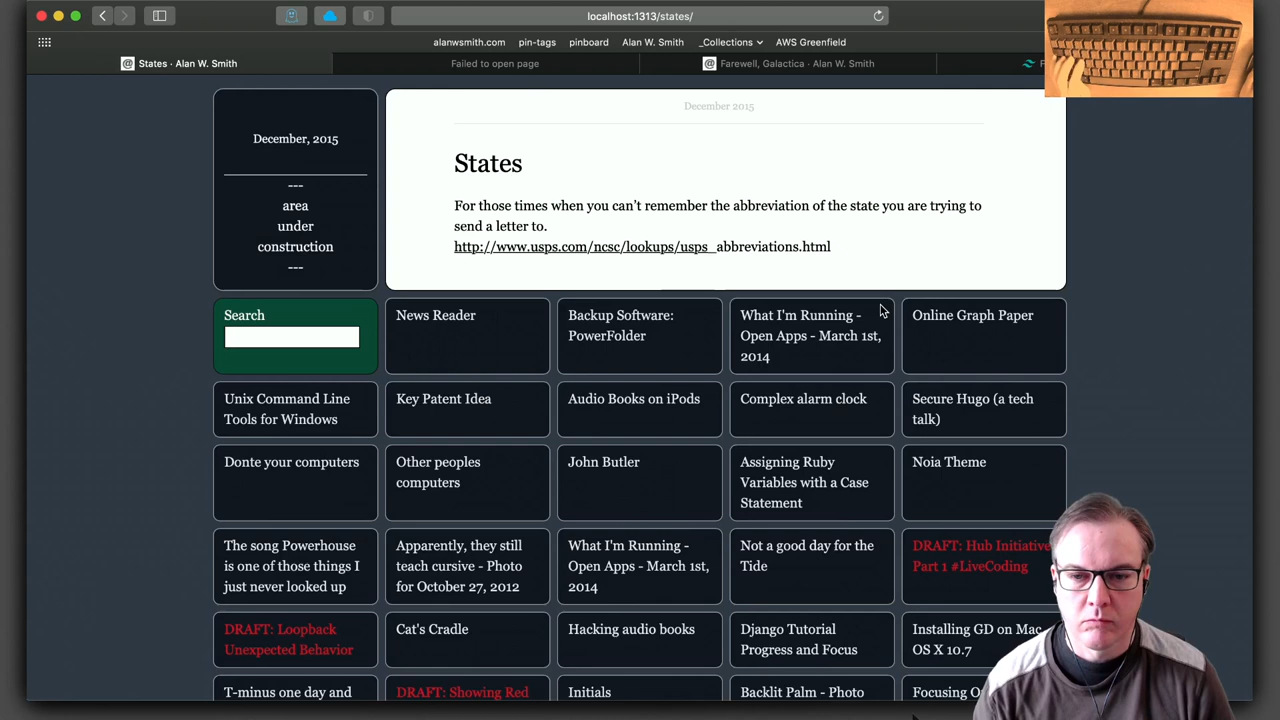 localhost:1313/states/
alanwsmith.com pin-tags pinboard Alan W. Smith _Collections AWS Greenfield
States · Alan W. Smith
Failed to open page
Farewell, Galactica · Alan W. Smith
December, 2015
---
area
under
construction
---
December 2015
States
For those times when you can’t remember the abbreviation of the state you are trying to
send a letter to.
http://www.usps.com/ncsc/lookups/usps_abbreviations.html
Search
News Reader
Backup Software:
PowerFolder
What I'm Running -
Open Apps - March 1st,
2014
Online Graph Paper
Unix Command Line
Tools for Windows
Key Patent Idea
Audio Books on iPods
Complex alarm clock
Secure Hugo (a tech
talk)
Donte your computers
Other peoples
computers
John Butler
Assigning Ruby
Variables with a Case
Statement
Noia Theme
The song Powerhouse
is one of those things I
just never looked up
Apparently, they still
teach cursive - Photo
for October 27, 2012
What I'm Running -
Open Apps - March 1st,
2014
Not a good day for the
Tide
DRAFT: Hub Initiative
Part 1 #LiveCoding
DRAFT: Loopback
Unexpected Behavior
Cat's Cradle
Hacking audio books
Django Tutorial
Progress and Focus
Installing GD on Mac
OS X 10.7
T-minus one day and
DRAFT: Showing Red
Initials
Backlit Palm - Photo
Focusing